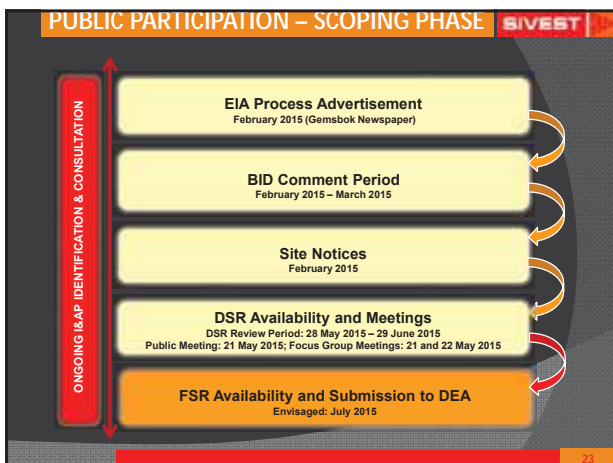 PUBLIC PARTICIPATION – SCOPING PHASE
SIVEST
ONGOING I&AP IDENTIFICATION & CONSULTATION
EIA Process Advertisement
February 2015 (Gemsbok Newspaper)
BID Comment Period
February 2015 – March 2015
Site Notices
February 2015
DSR Availability and Meetings
DSR Review Period: 28 May 2015 – 29 June 2015
Public Meeting: 21 May 2015; Focus Group Meetings: 21 and 22 May 2015
FSR Availability and Submission to DEA
Envisaged: July 2015
23